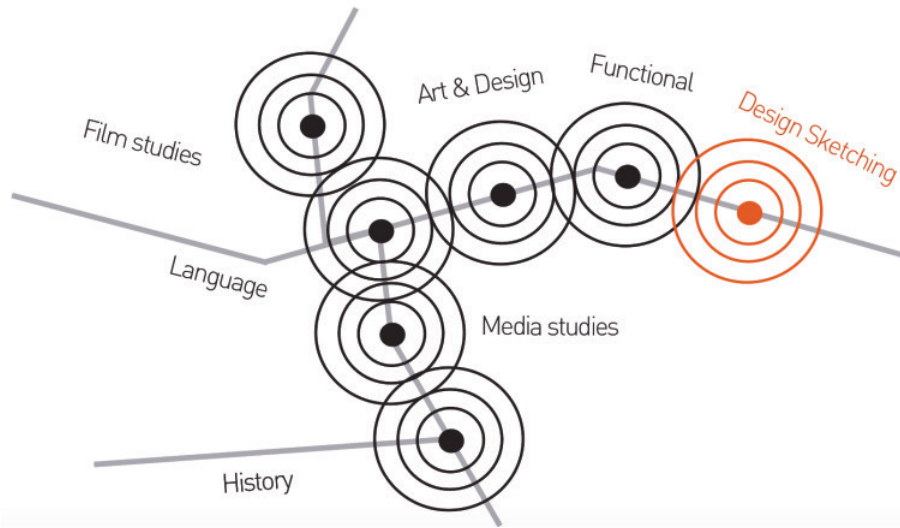 Film studies
Art & Design
Functional
Design Sketching
Language
Media studies
History